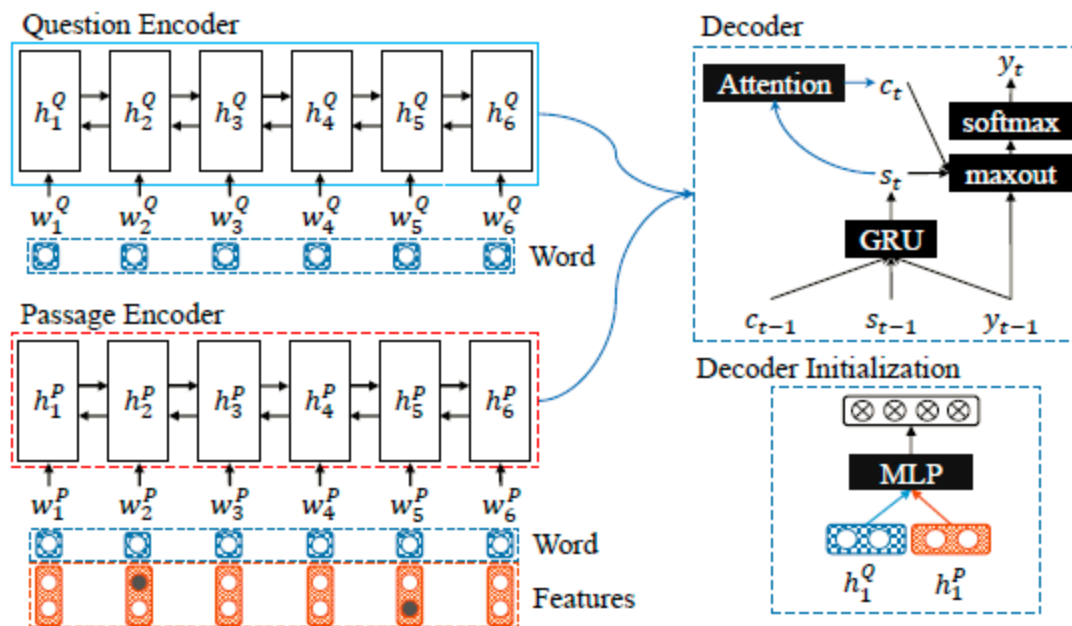 Question Encoder
h_1^Q h_2^Q h_3^Q h_4^Q h_5^Q h_6^Q
w_1^Q w_2^Q w_3^Q w_4^Q w_5^Q w_6^Q
Word
Passage Encoder
h_1^P h_2^P h_3^P h_4^P h_5^P h_6^P
w_1^P w_2^P w_3^P w_4^P w_5^P w_6^P
Word
Features
Decoder
y_t
Attention c_t
softmax
s_t maxout
GRU
c_{t-1} s_{t-1} y_{t-1}
Decoder Initialization
MLP
h_1^Q h_1^P